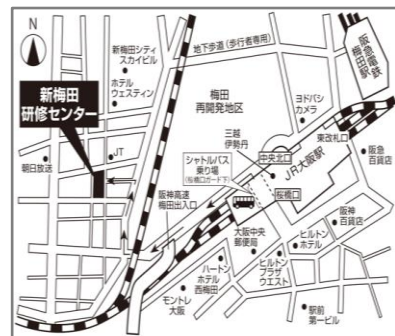 N
新梅田シティ
スカイビル
ホテル
ウェスティン
地下歩道(歩行者専用)
阪急電鉄
梅田駅
新梅田
研修センター
梅田
再開発地区
ヨドバシ
カメラ
三越
伊勢丹
中央北口
東改札口
JT
朝日放送
シャトルバス
乗り場
(桜橋口ガード下)
JR大阪駅
阪急
百貨店
桜橋口
阪神高速
梅田出入口
阪神
百貨店
大阪中央
郵便局
ヒルトン
ホテル
ハートン
ホテル
西梅田
ヒルトン
プラザ
ウエスト
モントレ
大阪
駅前
第一ビル